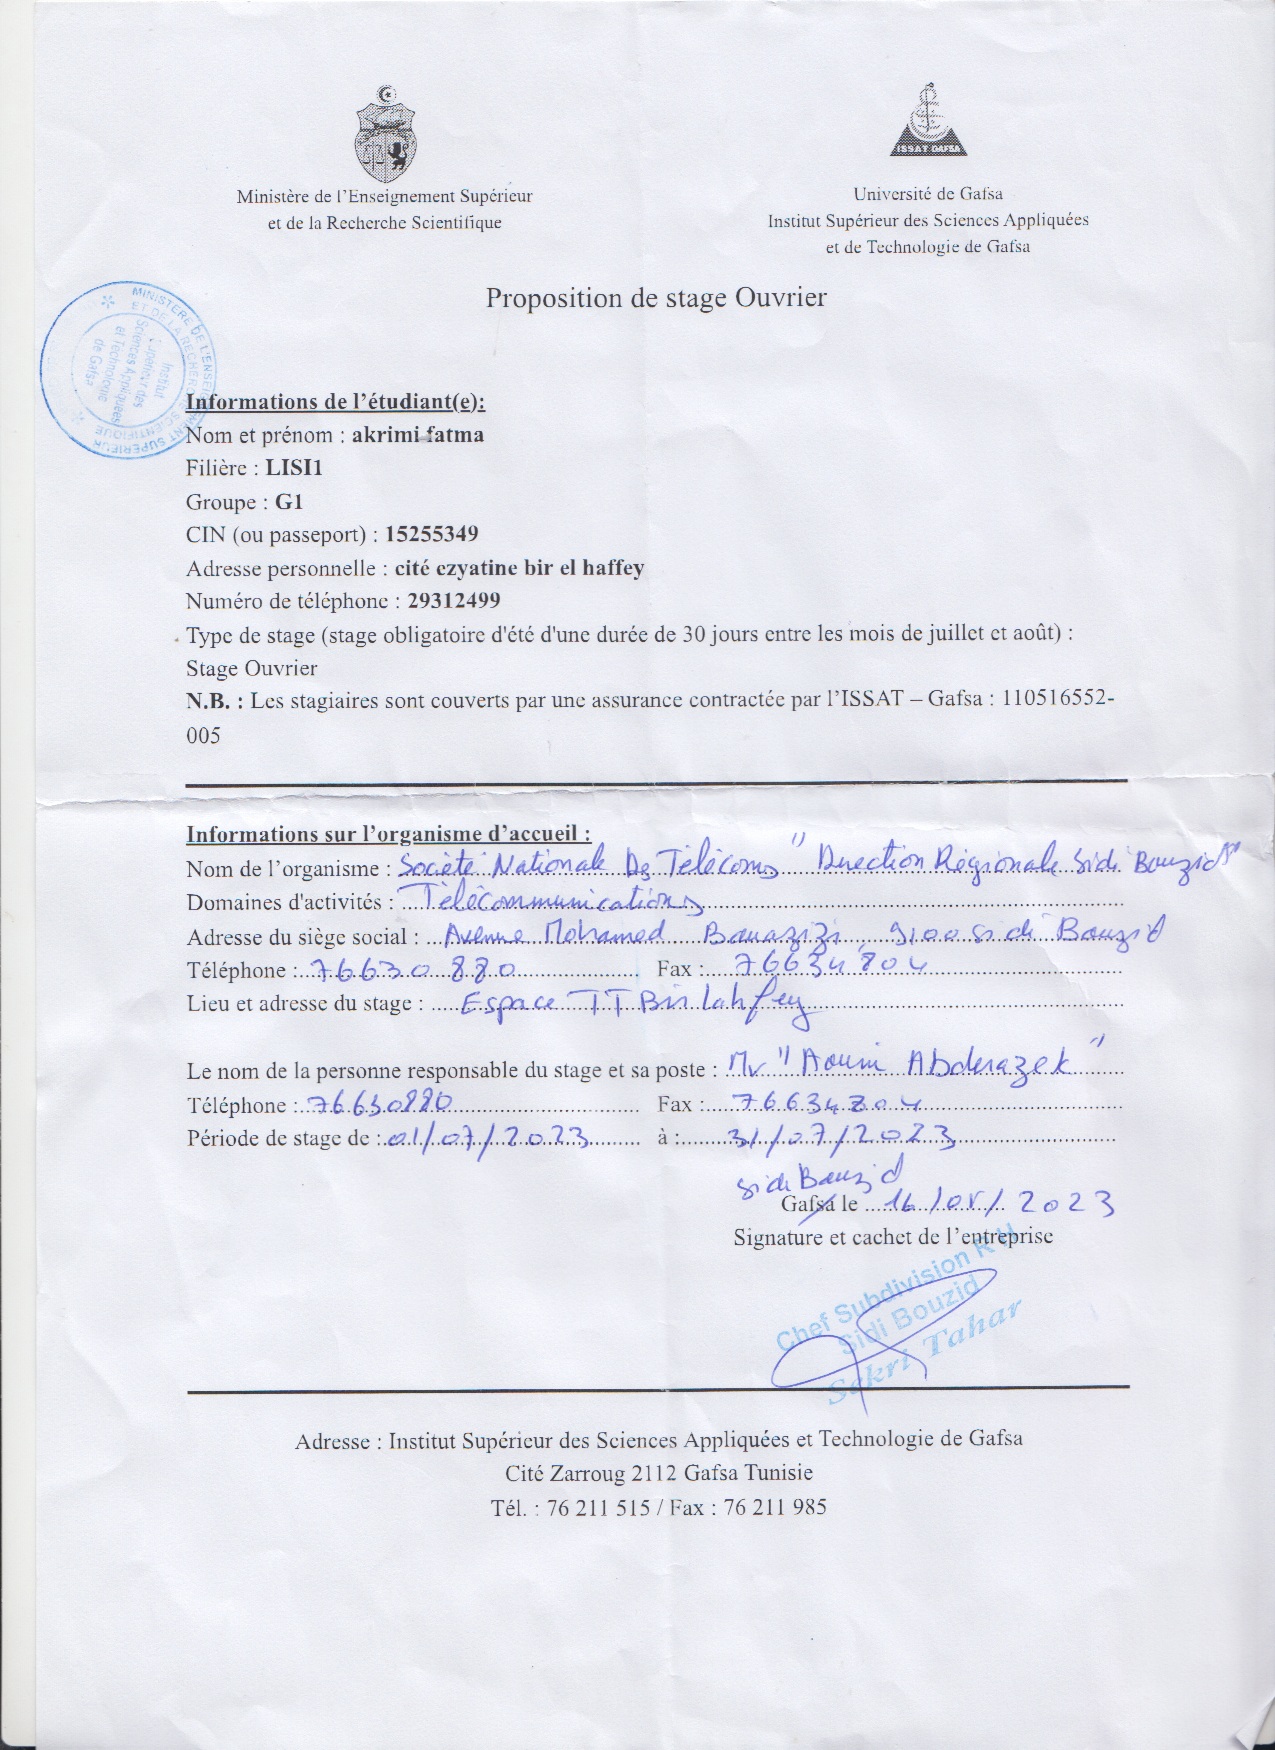 ISSAT GAFSA
Ministère de l'Enseignement Supérieur
et de la Recherche Scientifique
Université de Gafsa
Institut Supérieur des Sciences Appliquées
et de Technologie de Gafsa
Proposition de stage Ouvrier
MINISTERE DE L'ENSEIGNEMENT SUPERIEUR
ET DE LA RECHERCHE SCIENTIFIQUE
Institut
Supérieur des
Sciences Appliquées
et Technologie
de Gafsa
Informations de l'étudiant(e):
Nom et prénom : akrimi fatma
Filière : LISI1
Groupe : G1
CIN (ou passeport) : 15255349
Adresse personnelle : cité ezyatine bir el haffey
Numéro de téléphone : 29312499
Type de stage (stage obligatoire d'été d'une durée de 30 jours entre les mois de juillet et août) :
Stage Ouvrier
N.B. : Les stagiaires sont couverts par une assurance contractée par l'ISSAT – Gafsa : 110516552-
005
Informations sur l'organisme d'accueil :
Nom de l'organisme : Société Nationale Des Télécoms "Direction Régionale Sidi Bouzid"
Domaines d'activités : Télécommunications
Adresse du siège social : Avenue Mohamed Bouazizi, 9100 Sidi Bouzid
Téléphone : 76630 880 Fax : 76634804
Lieu et adresse du stage : Espace TT Bir lahfey
Le nom de la personne responsable du stage et sa poste : Mr "Aouni Abderazek"
Téléphone : 76630880 Fax : 76634804
Période de stage de : 01/07/2023 à : 31/07/2023
Sidi Bouzid
Gafsa le 16/05/2023
Signature et cachet de l'entreprise
Chef Subdivision R H
Sidi Bouzid
Sakri Tahar
Adresse : Institut Supérieur des Sciences Appliquées et Technologie de Gafsa
Cité Zarroug 2112 Gafsa Tunisie
Tél. : 76 211 515 / Fax : 76 211 985